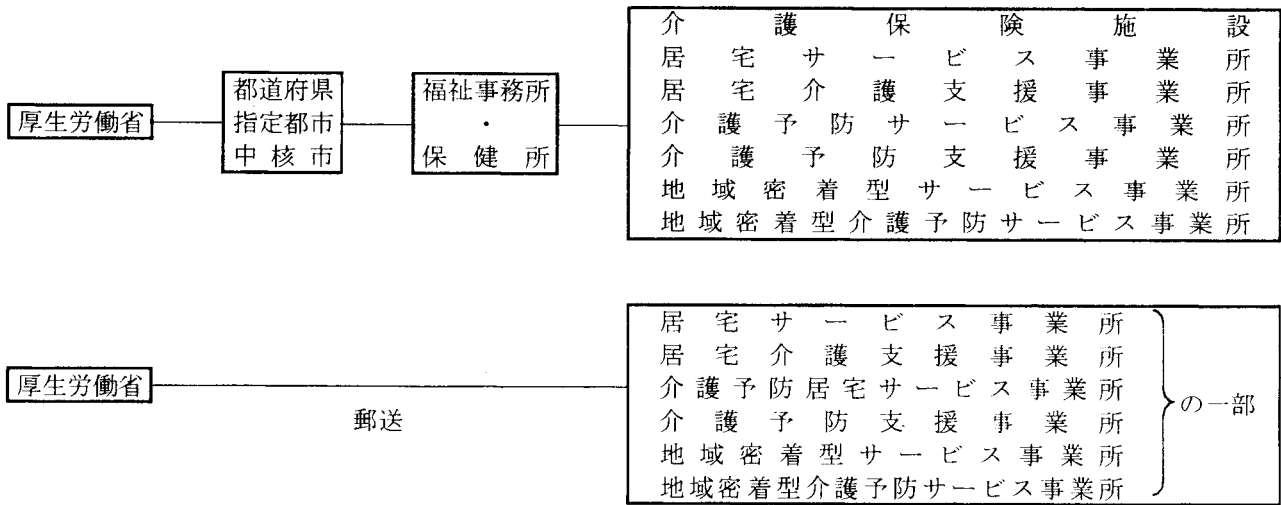 厚生労働省
都道府県
指定都市
中核市
福祉事務所
・
保健所
介護保険施設
居宅サービス事業所
居宅介護支援事業所
介護予防サービス事業所
介護予防支援事業所
地域密着型サービス事業所
地域密着型介護予防サービス事業所
厚生労働省
郵送
居宅サービス事業所
居宅介護支援事業所
介護予防居宅サービス事業所
介護予防支援事業所
地域密着型サービス事業所
地域密着型介護予防サービス事業所
の一部